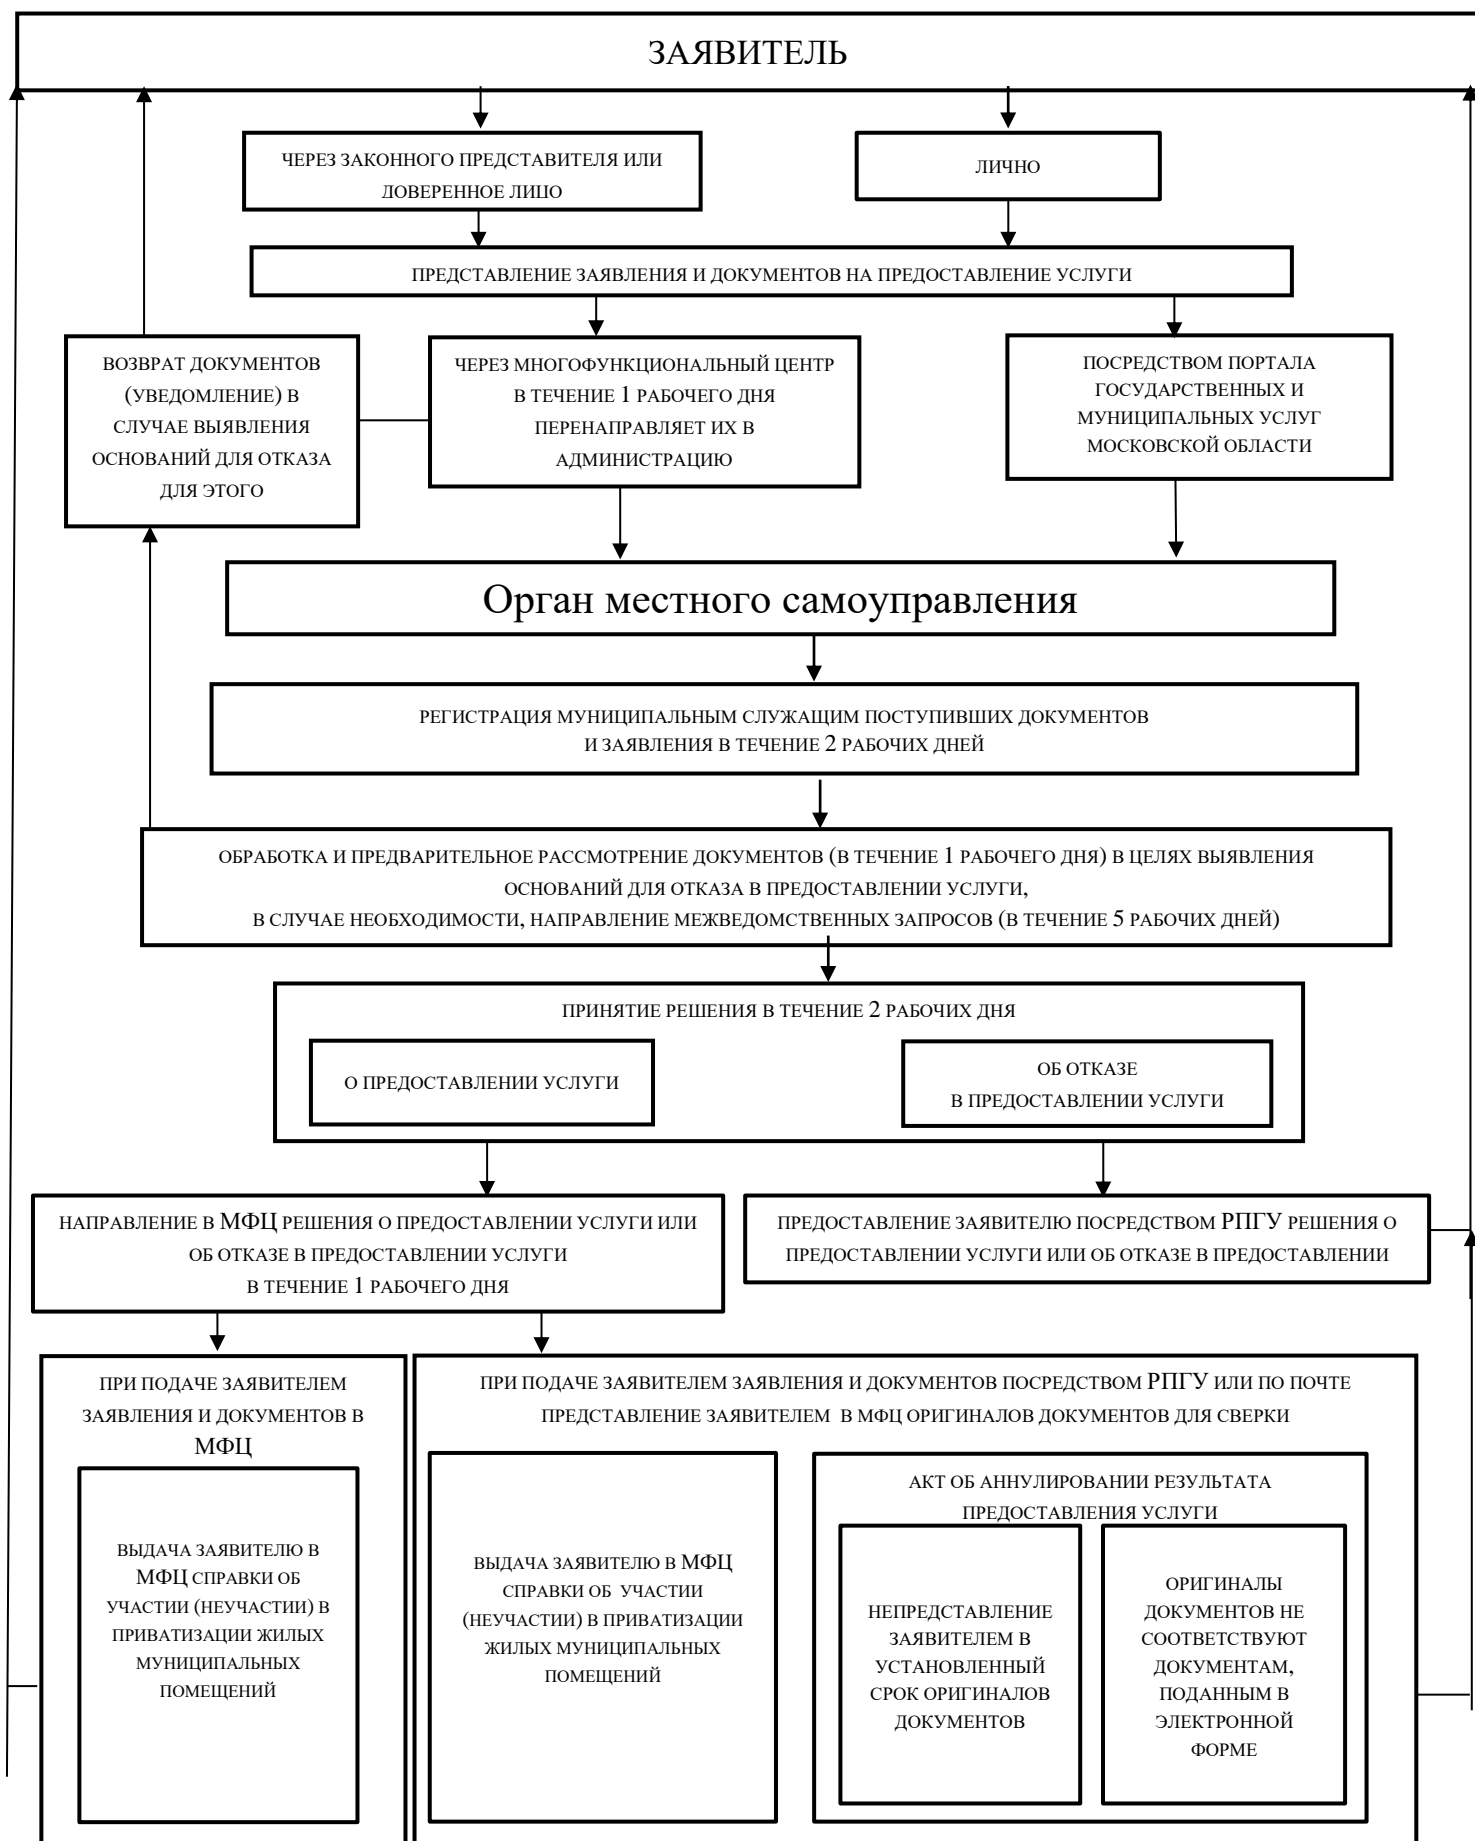 ЗАЯВИТЕЛЬ
ЧЕРЕЗ ЗАКОННОГО ПРЕДСТАВИТЕЛЯ ИЛИ
ДОВЕРЕННОЕ ЛИЦО
ЛИЧНО
ПРЕДСТАВЛЕНИЕ ЗАЯВЛЕНИЯ И ДОКУМЕНТОВ НА ПРЕДОСТАВЛЕНИЕ УСЛУГИ
ВОЗВРАТ ДОКУМЕНТОВ
(УВЕДОМЛЕНИЕ) В
СЛУЧАЕ ВЫЯВЛЕНИЯ
ОСНОВАНИЙ ДЛЯ ОТКАЗА
ДЛЯ ЭТОГО
ЧЕРЕЗ МНОГОФУНКЦИОНАЛЬНЫЙ ЦЕНТР
В ТЕЧЕНИЕ 1 РАБОЧЕГО ДНЯ
ПЕРЕНАПРАВЛЯЕТ ИХ В
АДМИНИСТРАЦИЮ
ПОСРЕДСТВОМ ПОРТАЛА
ГОСУДАРСТВЕННЫХ И
МУНИЦИПАЛЬНЫХ УСЛУГ
МОСКОВСКОЙ ОБЛАСТИ
Орган местного самоуправления
РЕГИСТРАЦИЯ МУНИЦИПАЛЬНЫМ СЛУЖАЩИМ ПОСТУПИВШИХ ДОКУМЕНТОВ
И ЗАЯВЛЕНИЯ В ТЕЧЕНИЕ 2 РАБОЧИХ ДНЕЙ
ОБРАБОТКА И ПРЕДВАРИТЕЛЬНОЕ РАССМОТРЕНИЕ ДОКУМЕНТОВ (В ТЕЧЕНИЕ 1 РАБОЧЕГО ДНЯ) В ЦЕЛЯХ ВЫЯВЛЕНИЯ
ОСНОВАНИЙ ДЛЯ ОТКАЗА В ПРЕДОСТАВЛЕНИИ УСЛУГИ,
В СЛУЧАЕ НЕОБХОДИМОСТИ, НАПРАВЛЕНИЕ МЕЖВЕДОМСТВЕННЫХ ЗАПРОСОВ (В ТЕЧЕНИЕ 5 РАБОЧИХ ДНЕЙ)
ПРИНЯТИЕ РЕШЕНИЯ В ТЕЧЕНИЕ 2 РАБОЧИХ ДНЯ
О ПРЕДОСТАВЛЕНИИ УСЛУГИ
ОБ ОТКАЗЕ
В ПРЕДОСТАВЛЕНИИ УСЛУГИ
НАПРАВЛЕНИЕ В МФЦ РЕШЕНИЯ О ПРЕДОСТАВЛЕНИИ УСЛУГИ ИЛИ
ОБ ОТКАЗЕ В ПРЕДОСТАВЛЕНИИ УСЛУГИ
В ТЕЧЕНИЕ 1 РАБОЧЕГО ДНЯ
ПРЕДОСТАВЛЕНИЕ ЗАЯВИТЕЛЮ ПОСРЕДСТВОМ РПГУ РЕШЕНИЯ О
ПРЕДОСТАВЛЕНИИ УСЛУГИ ИЛИ ОБ ОТКАЗЕ В ПРЕДОСТАВЛЕНИИ
ПРИ ПОДАЧЕ ЗАЯВИТЕЛЕМ
ЗАЯВЛЕНИЯ И ДОКУМЕНТОВ В
МФЦ
ВЫДАЧА ЗАЯВИТЕЛЮ В
МФЦ СПРАВКИ ОБ
УЧАСТИИ (НЕУЧАСТИИ) В
ПРИВАТИЗАЦИИ ЖИЛЫХ
МУНИЦИПАЛЬНЫХ
ПОМЕЩЕНИЙ
ПРИ ПОДАЧЕ ЗАЯВИТЕЛЕМ ЗАЯВЛЕНИЯ И ДОКУМЕНТОВ ПОСРЕДСТВОМ РПГУ ИЛИ ПО ПОЧТЕ
ПРЕДСТАВЛЕНИЕ ЗАЯВИТЕЛЕМ В МФЦ ОРИГИНАЛОВ ДОКУМЕНТОВ ДЛЯ СВЕРКИ
ВЫДАЧА ЗАЯВИТЕЛЮ В МФЦ
СПРАВКИ ОБ УЧАСТИИ
(НЕУЧАСТИИ) В ПРИВАТИЗАЦИИ
ЖИЛЫХ МУНИЦИПАЛЬНЫХ
ПОМЕЩЕНИЙ
АКТ ОБ АННУЛИРОВАНИИ РЕЗУЛЬТАТА
ПРЕДОСТАВЛЕНИЯ УСЛУГИ
НЕПРЕДСТАВЛЕНИЕ
ЗАЯВИТЕЛЕМ В
УСТАНОВЛЕННЫЙ
СРОК ОРИГИНАЛОВ
ДОКУМЕНТОВ
ОРИГИНАЛЫ
ДОКУМЕНТОВ НЕ
СООТВЕТСТВУЮТ
ДОКУМЕНТАМ,
ПОДАННЫМ В
ЭЛЕКТРОННОЙ
ФОРМЕ